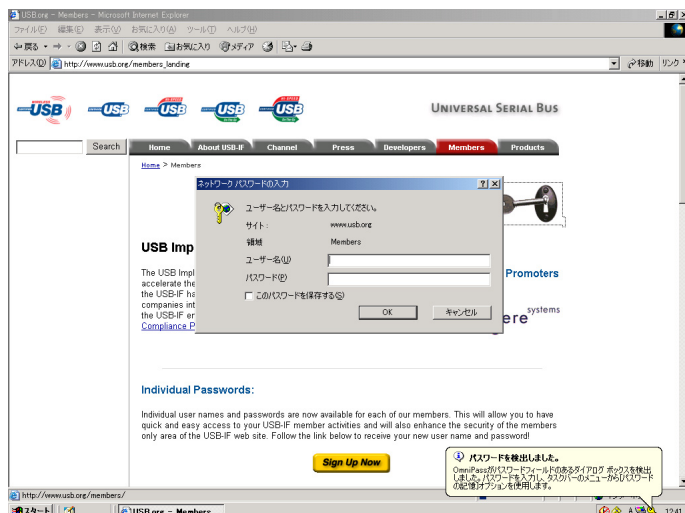 USB.org - Members - Microsoft Internet Explorer
ファイル(F) 編集(E) 表示(V) お気に入り(A) ツール(T) ヘルプ(H)
戻る 検索 お気に入り メディア
アドレス(D) http://www.usb.org/members_landing 移動 リンク
USB USB USB USB USB
UNIVERSAL SERIAL BUS
Search
Home About USB-IF Channel Press Developers Members Products
Home > Members
ネットワーク パスワードの入力
ユーザー名とパスワードを入力してください。
サイト: www.usb.org
領域 Members
ユーザー名(U)
パスワード(P)
このパスワードを保存する(S)
OK キャンセル
USB Imp
The USB Impl
accelerate the
the USB-IF ha
companies int
the USB-IF er
Compliance P
Promoters
ere systems
Individual Passwords:
Individual user names and passwords are now available for each of our members. This will allow you to have
quick and easy access to your USB-IF member activities and will also enhance the security of the members
only area of the USB-IF web site. Follow the link below to receive your new user name and password!
Sign Up Now
パスワードを検出しました。
OmniPassがパスワードフィールドのあるダイアログ ボックスを検出
しました。パスワードを入力し、タスクバーのメニューから[パスワード
の記憶]オプションを使用します。
http://www.usb.org/members/
スタート USB.org - Members 12:41